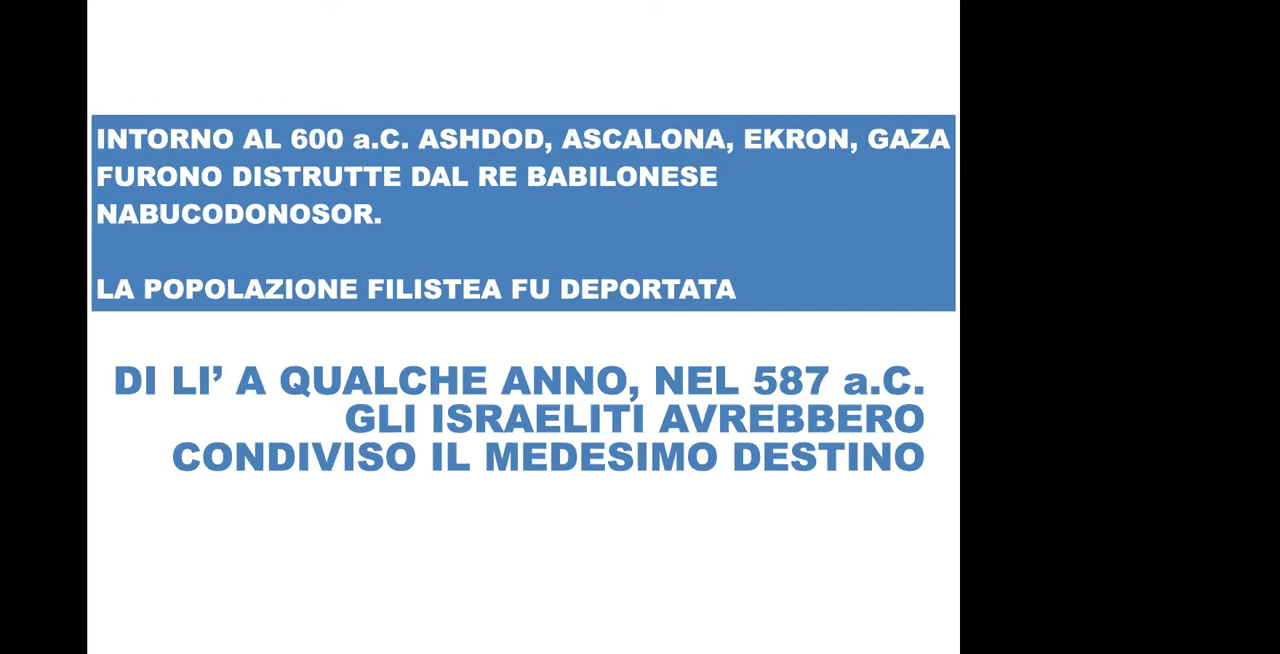 INTORNO AL 600 a.C. ASHDOD, ASCALONA, EKRON, GAZA
FURONO DISTRUTTE DAL RE BABILONESE
NABUCODONOSOR.
LA POPOLAZIONE FILISTEA FU DEPORTATA
DI LI’ A QUALCHE ANNO, NEL 587 a.C.
GLI ISRAELITI AVREBBERO
CONDIVISO IL MEDESIMO DESTINO